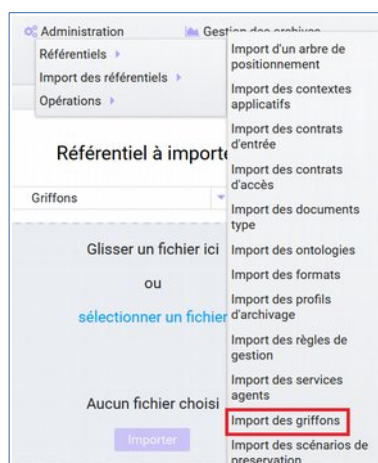 Administration
Gestion des archives
Référentiels
Import des référentiels
Opérations
Référentiel à importe
Griffons
Glisser un fichier ici
ou
sélectionner un fichier
Aucun fichier choisi
Importer
Import d'un arbre de
positionnement
Import des contextes
applicatifs
Import des contrats
d'entrée
Import des contrats
d'accès
Import des documents
type
Import des ontologies
Import des formats
Import des profils
d'archivage
Import des règles de
gestion
Import des services
agents
Import des griffons
Import des scénarios de
preservation